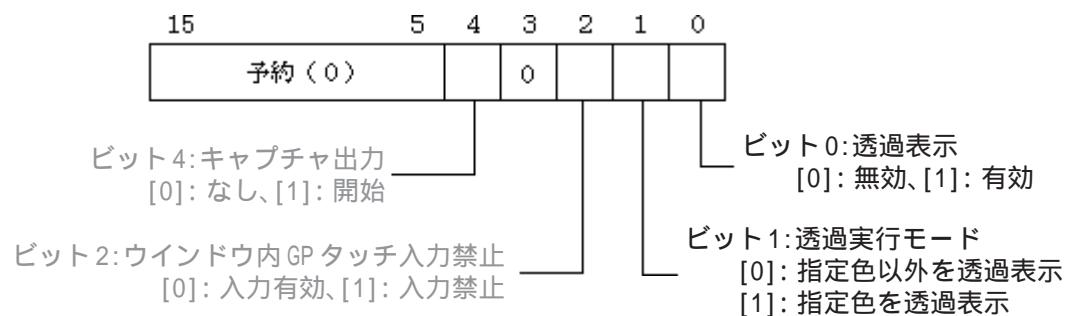 15 5 4 3 2 1 0
予約(0) 0
ビット4:キャプチャ出力
[0]:なし、[1]:開始
ビット0:透過表示
[0]:無効、[1]:有効
ビット2:ウインドウ内GPタッチ入力禁止
[0]:入力有効、[1]:入力禁止
ビット1:透過実行モード
[0]:指定色以外を透過表示
[1]:指定色を透過表示